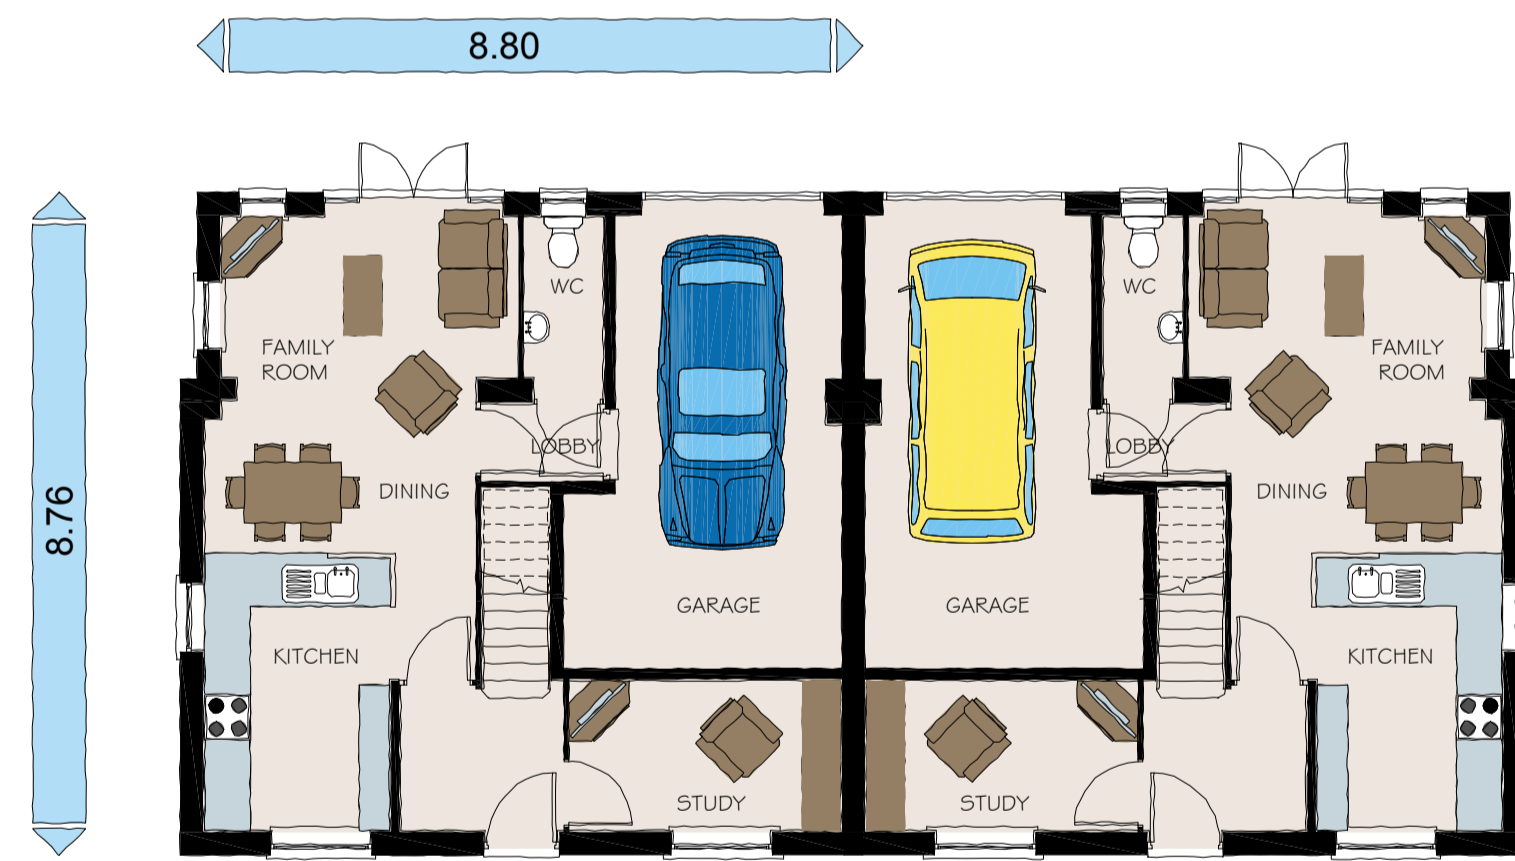 8.80
8.76
WC
WC
FAMILY
ROOM
FAMILY
ROOM
LOBBY
LOBBY
DINING
DINING
GARAGE
GARAGE
KITCHEN
KITCHEN
STUDY
STUDY